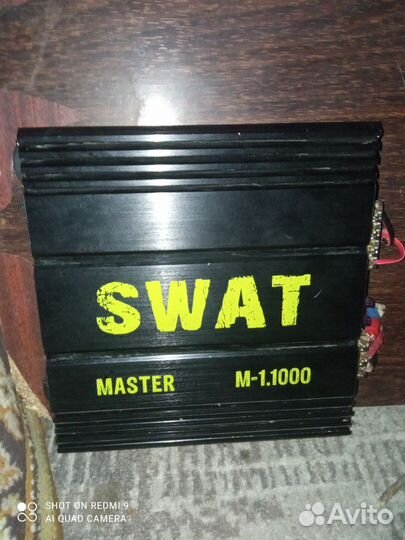 SWAT
MASTER M-1.1000
SHOT ON REDMI 9
AI QUAD CAMERA
Avito